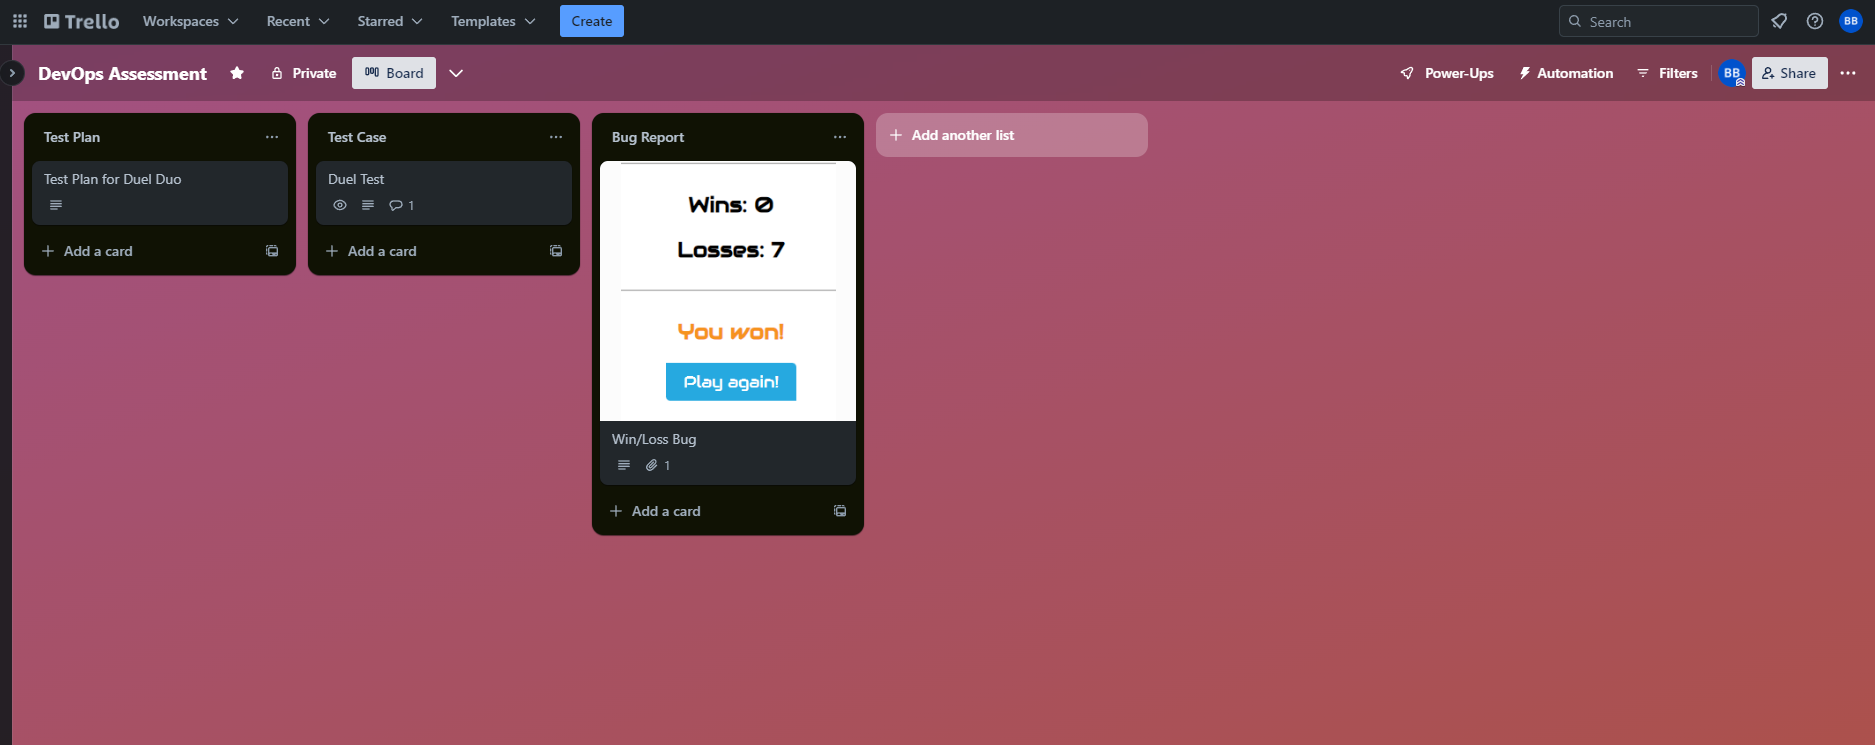 Trello Workspaces Recent Starred Templates Create Search BB
DevOps Assessment Private Board Power-Ups Automation Filters BB Share
Test Plan
Test Plan for Duel Duo
Add a card
Test Case
Duel Test
1
Add a card
Bug Report
Wins: 0
Losses: 7
You won!
Play again!
Win/Loss Bug
1
Add a card
Add another list